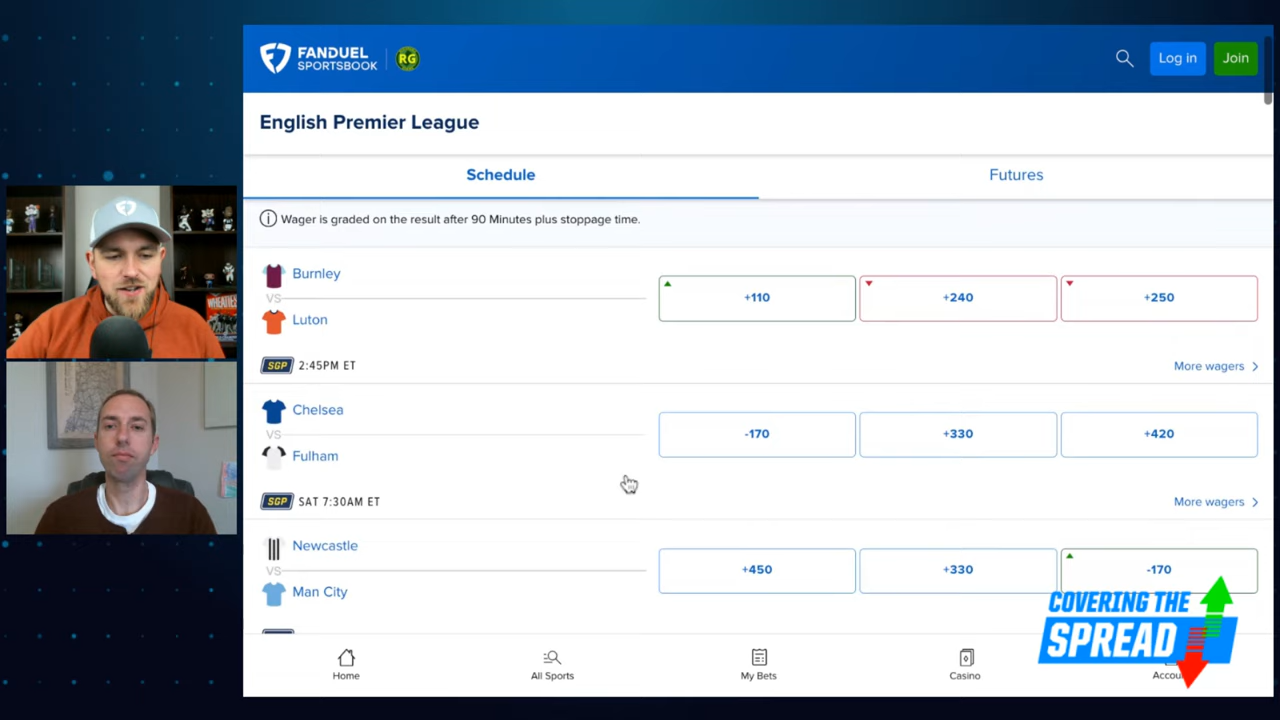 FANDUEL
SPORTSBOOK
RG
Log in
Join
English Premier League
Schedule
Futures
Wager is graded on the result after 90 Minutes plus stoppage time.
Burnley
VS
Luton
+110
+240
+250
SGP 2:45PM ET
More wagers
Chelsea
VS
Fulham
-170
+330
+420
SGP SAT 7:30AM ET
More wagers
Newcastle
VS
Man City
+450
+330
-170
WHEATIES
COVERING THE
SPREAD
Home
All Sports
My Bets
Casino